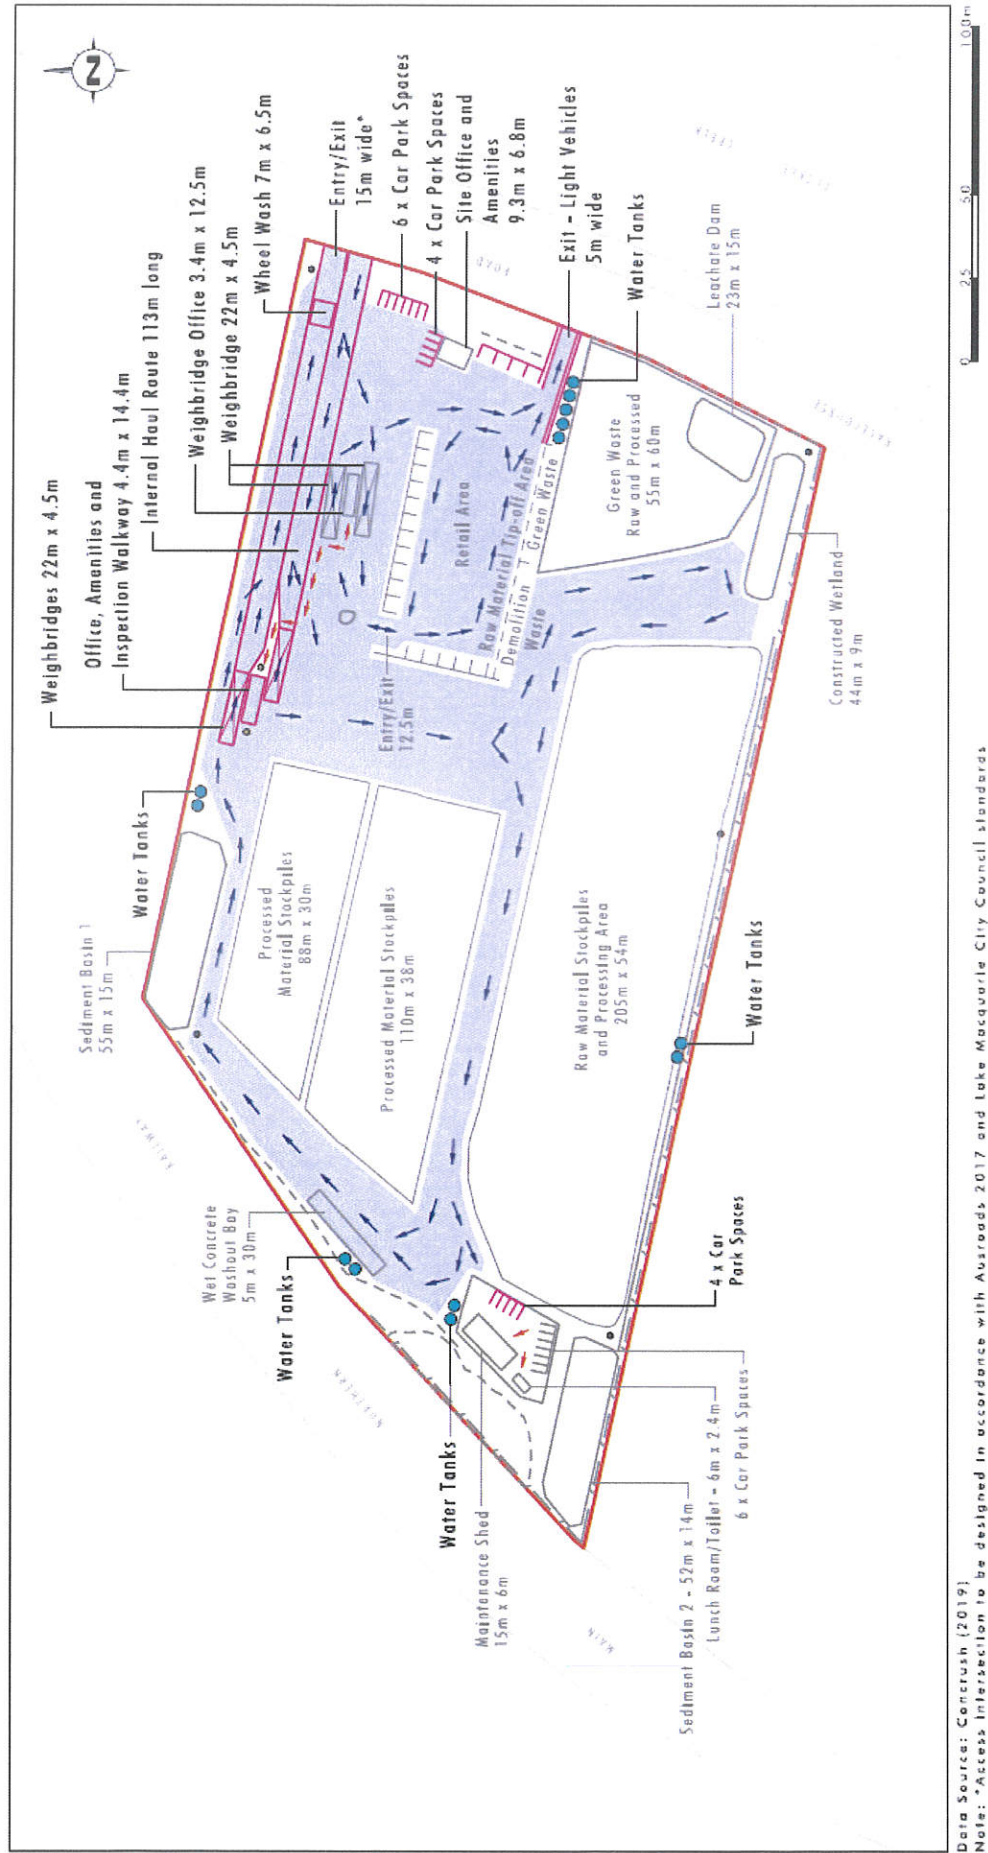 N
Weighbridges 22m x 4.5m
Office, Amenities and
Inspection Walkway 4.4m x 14.4m
Internal Haul Route 113m long
Weighbridge Office 3.4m x 12.5m
Weighbridge 22m x 4.5m
Wheel Wash 7m x 6.5m
Entry/Exit
15m wide*
6 x Car Park Spaces
4 x Car Park Spaces
Site Office and
Amenities
9.3m x 6.8m
Exit - Light Vehicles
5m wide
Water Tanks
Leachate Dam
23m x 15m
ROAD
CREEK
COCKLE
RACECOURSE
Water Tanks
Sediment Basin 1
55m x 15m
RAILWAY
Processed
Material Stockpiles
88m x 30m
Processed Material Stockpiles
110m x 38m
Entry/Exit
12.5m
Retail Area
Raw Material Tip-off Area
Demolition
Waste
Green Waste
Green Waste
Raw and Processed
55m x 60m
Constructed Wetland
44m x 9m
Raw Material Stockpiles
and Processing Area
205m x 54m
Water Tanks
Wet Concrete
Washout Bay
5m x 30m
Water Tanks
NORTHERN
4 x Car
Park Spaces
Water Tanks
Maintenance Shed
15m x 6m
MAIN
Sediment Basin 2 - 52m x 14m
Lunch Room/Toilet - 6m x 2.4m
6 x Car Park Spaces
0 25 50 100m
Data Source: Concrush (2019)
Note: *Access intersection to be designed in accordance with Ausroads 2017 and Lake Macquarie City Council standards